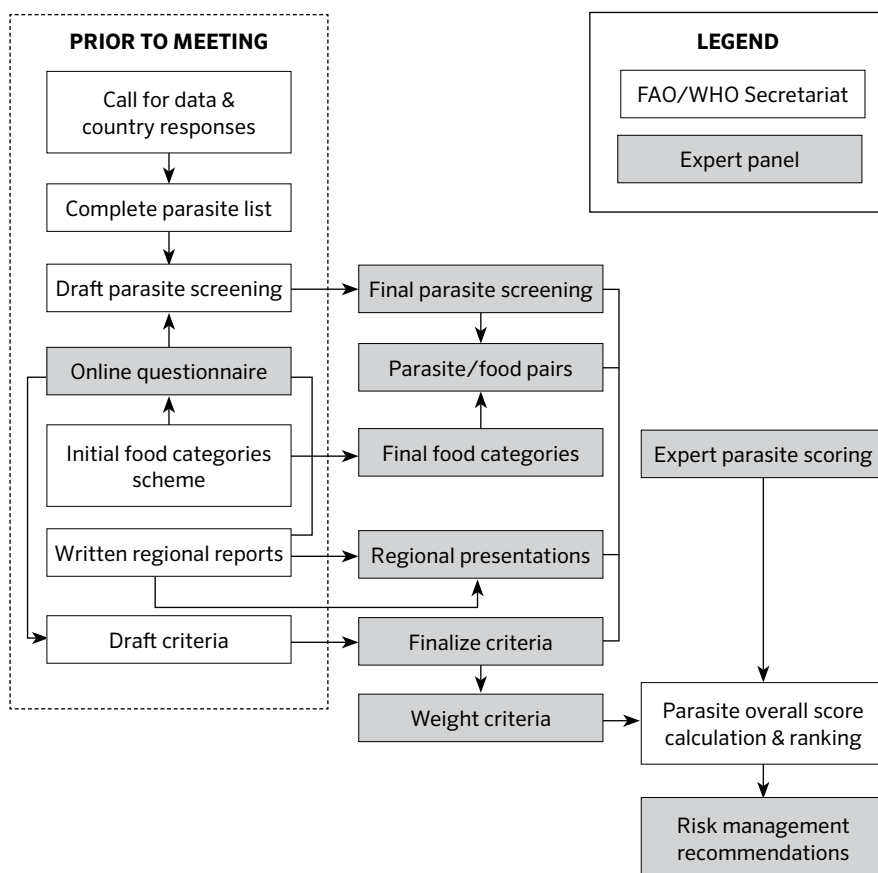 PRIOR TO MEETING
Call for data &
country responses
Complete parasite list
Draft parasite screening
Online questionnaire
Initial food categories
scheme
Written regional reports
Draft criteria
Final parasite screening
Parasite/food pairs
Final food categories
Regional presentations
Finalize criteria
Weight criteria
LEGEND
FAO/WHO Secretariat
Expert panel
Expert parasite scoring
Parasite overall score
calculation & ranking
Risk management
recommendations